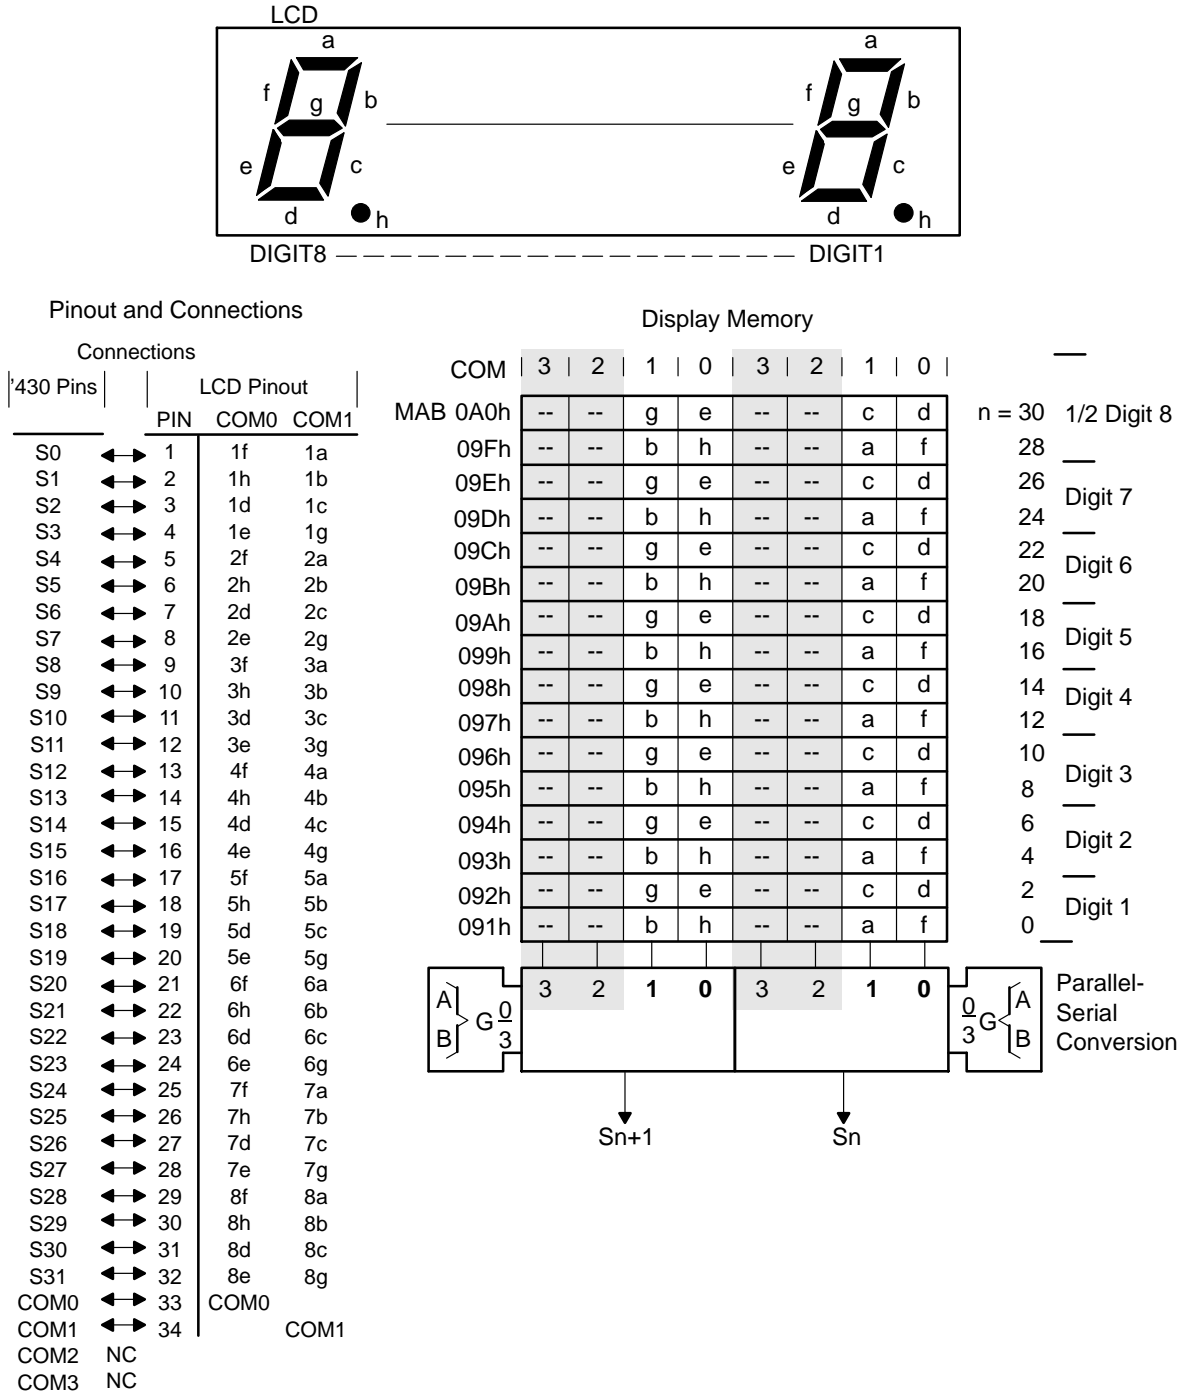 LCD
a
a
f
g
b
f
g
b
e
c
e
c
d
h
d
h
DIGIT8
DIGIT1
Pinout and Connections
Connections
'430 Pins
LCD Pinout
PIN COM0 COM1
S0 1 1f 1a
S1 2 1h 1b
S2 3 1d 1c
S3 4 1e 1g
S4 5 2f 2a
S5 6 2h 2b
S6 7 2d 2c
S7 8 2e 2g
S8 9 3f 3a
S9 10 3h 3b
S10 11 3d 3c
S11 12 3e 3g
S12 13 4f 4a
S13 14 4h 4b
S14 15 4d 4c
S15 16 4e 4g
S16 17 5f 5a
S17 18 5h 5b
S18 19 5d 5c
S19 20 5e 5g
S20 21 6f 6a
S21 22 6h 6b
S22 23 6d 6c
S23 24 6e 6g
S24 25 7f 7a
S25 26 7h 7b
S26 27 7d 7c
S27 28 7e 7g
S28 29 8f 8a
S29 30 8h 8b
S30 31 8d 8c
S31 32 8e 8g
COM0 33 COM0
COM1 34 COM1
COM2 NC
COM3 NC
Display Memory
COM 3 2 1 0 3 2 1 0
MAB 0A0h -- -- g e -- -- c d n = 30 1/2 Digit 8
09Fh -- -- b h -- -- a f 28
09Eh -- -- g e -- -- c d 26
Digit 7
09Dh -- -- b h -- -- a f 24
09Ch -- -- g e -- -- c d 22
Digit 6
09Bh -- -- b h -- -- a f 20
09Ah -- -- g e -- -- c d 18
Digit 5
099h -- -- b h -- -- a f 16
098h -- -- g e -- -- c d 14
Digit 4
097h -- -- b h -- -- a f 12
096h -- -- g e -- -- c d 10
Digit 3
095h -- -- b h -- -- a f 8
094h -- -- g e -- -- c d 6
Digit 2
093h -- -- b h -- -- a f 4
092h -- -- g e -- -- c d 2
Digit 1
091h -- -- b h -- -- a f 0
A
B
G
0
3
3 2 1 0 3 2 1 0
0
3
G
A
B
Parallel-
Serial
Conversion
Sn+1
Sn